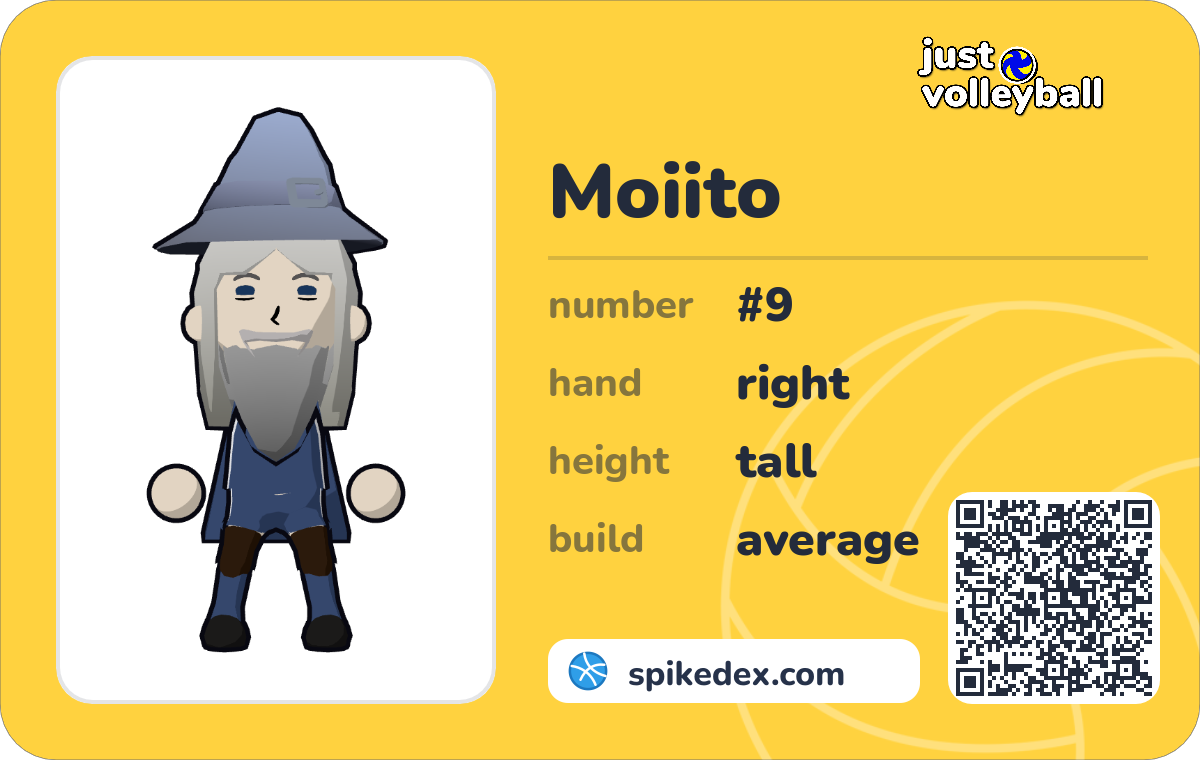 just
volleyball
Moiito
number #9
hand right
height tall
build average
spikedex.com